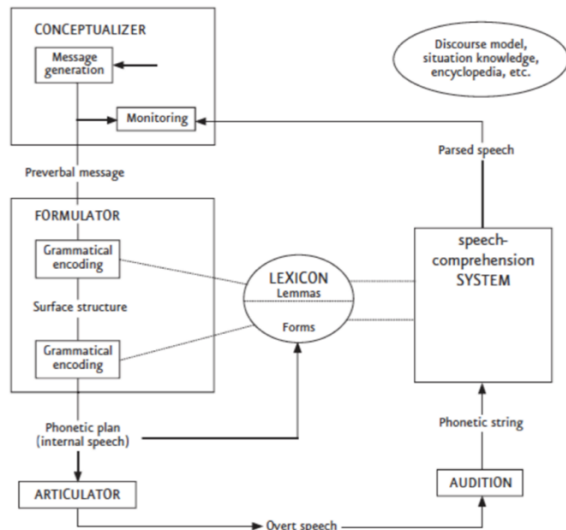 CONCEPTUALIZER
Message
generation
Monitoring
Discourse model,
situation knowledge,
encyclopedia, etc.
Parsed speech
Preverbal message
FORMULATOR
Grammatical
encoding
Surface structure
Grammatical
encoding
LEXICON
Lemmas
Forms
speech-
comprehension
SYSTEM
Phonetic plan
(internal speech)
Phonetic string
ARTICULATOR
AUDITION
Overt speech